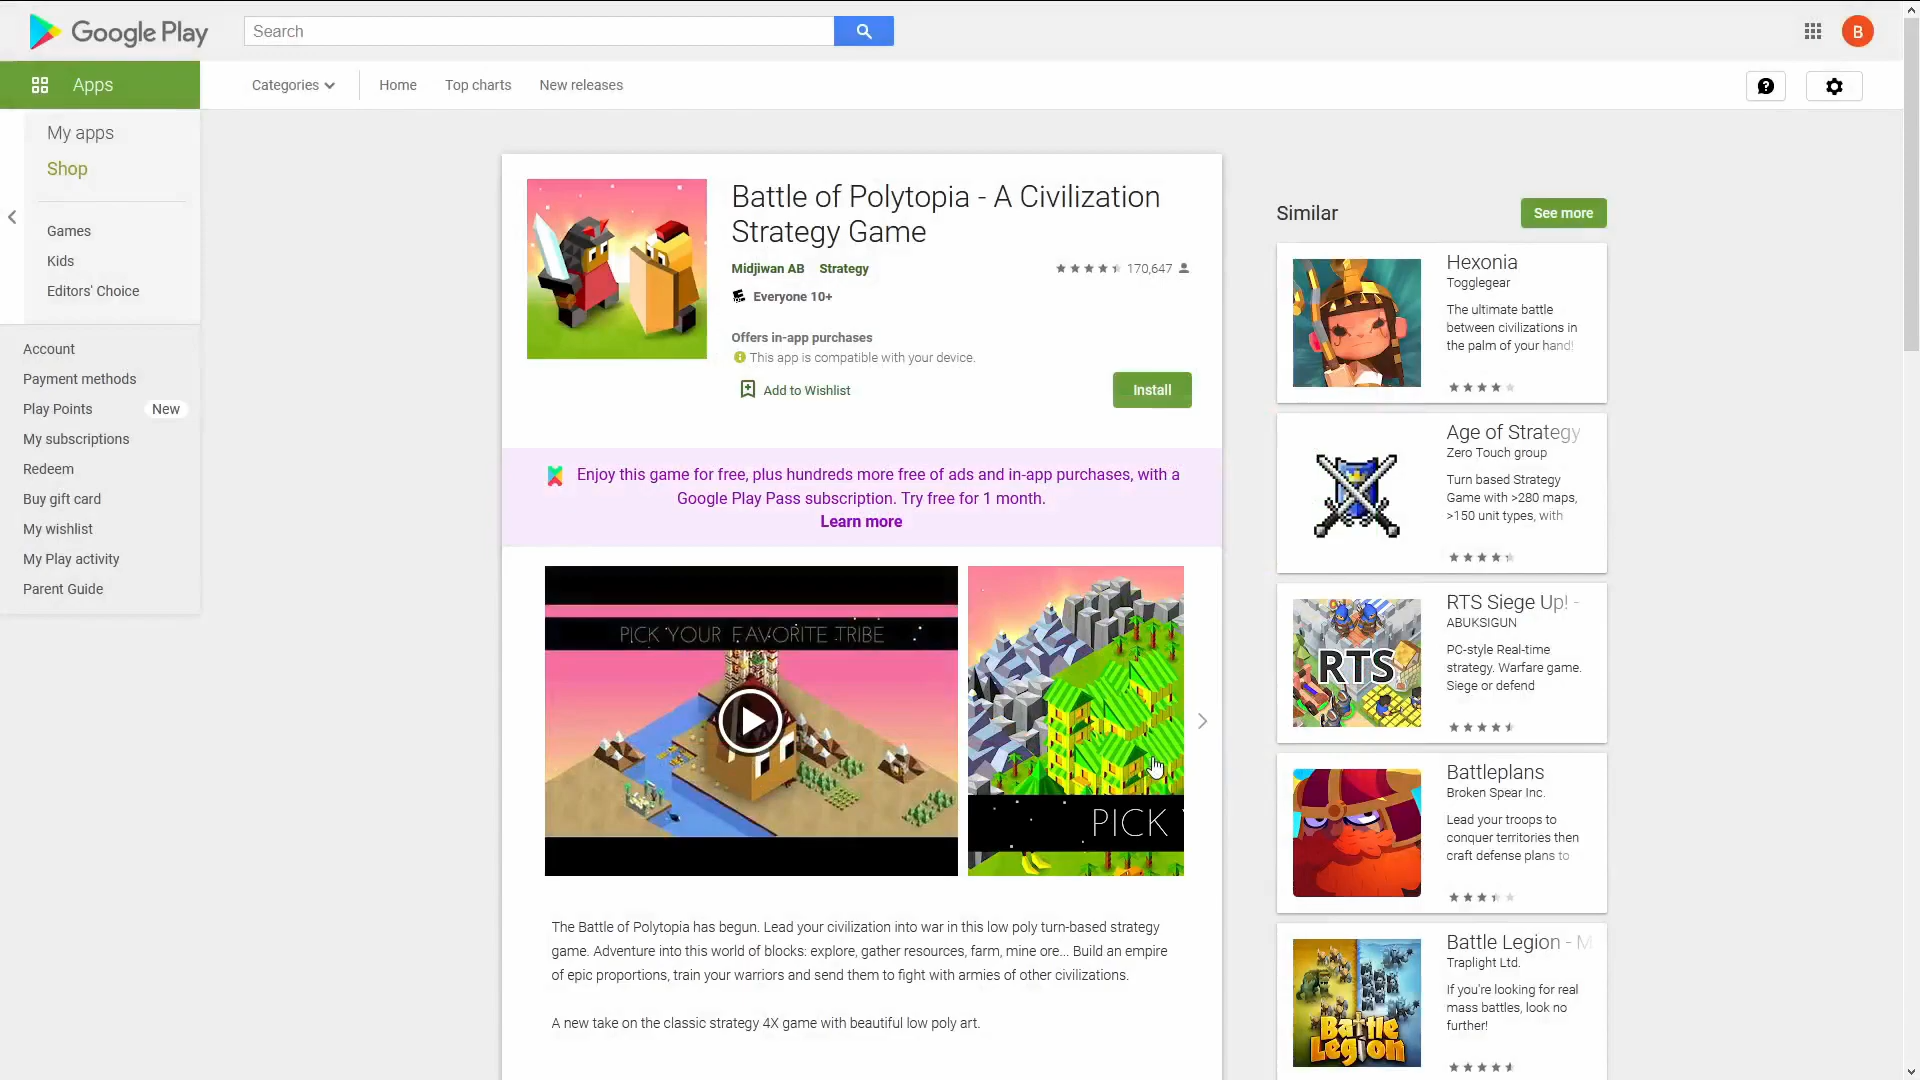 Google Play
Search
B
Apps
Categories
Home
Top charts
New releases
My apps
Shop
Games
Kids
Editors' Choice
Account
Payment methods
Play Points
New
My subscriptions
Redeem
Buy gift card
My wishlist
My Play activity
Parent Guide
Battle of Polytopia - A Civilization
Strategy Game
Midjiwan AB
Strategy
170,647
Everyone 10+
Offers in-app purchases
This app is compatible with your device.
Add to Wishlist
Install
Enjoy this game for free, plus hundreds more free of ads and in-app purchases, with a
Google Play Pass subscription. Try free for 1 month.
Learn more
PICK YOUR FAVORITE TRIBE
PICK
The Battle of Polytopia has begun. Lead your civilization into war in this low poly turn-based strategy
game. Adventure into this world of blocks: explore, gather resources, farm, mine ore... Build an empire
of epic proportions, train your warriors and send them to fight with armies of other civilizations.
A new take on the classic strategy 4X game with beautiful low poly art.
Similar
See more
Hexonia
Togglegear
The ultimate battle
between civilizations in
the palm of your hand!
Age of Strategy
Zero Touch group
Turn based Strategy
Game with >280 maps,
>150 unit types, with
RTS
RTS Siege Up! -
ABUKSIGUN
PC-style Real-time
strategy. Warfare game.
Siege or defend
Battleplans
Broken Spear Inc.
Lead your troops to
conquer territories then
craft defense plans to
Battle
Legion
Battle Legion - M
Traplight Ltd.
If you're looking for real
mass battles, look no
further!